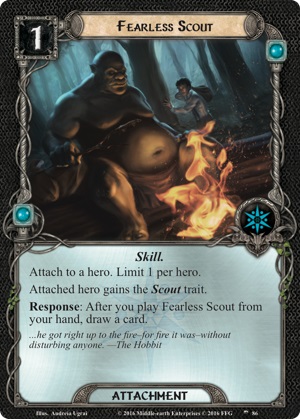 1
Fearless Scout
Skill.
Attach to a hero. Limit 1 per hero.
Attached hero gains the Scout trait.
Response: After you play Fearless Scout from
your hand, draw a card.
...he got right up to the fire–for fire it was–without
disturbing anyone. —The Hobbit
ATTACHMENT
Illus. Andreia Ugrai
© 2016 Middle-earth Enterprises © 2016 FFG
86